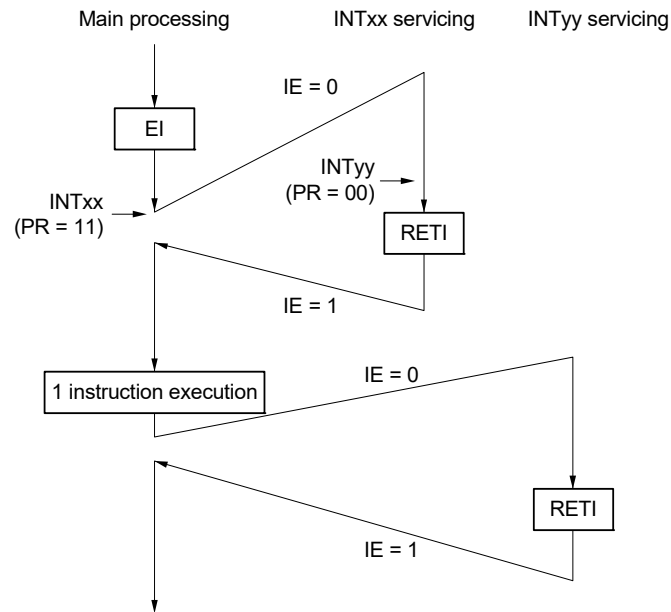 Main processing
INTxx servicing
INTyy servicing
IE = 0
EI
INTyy
(PR = 00)
INTxx
(PR = 11)
RETI
IE = 1
IE = 0
1 instruction execution
RETI
IE = 1